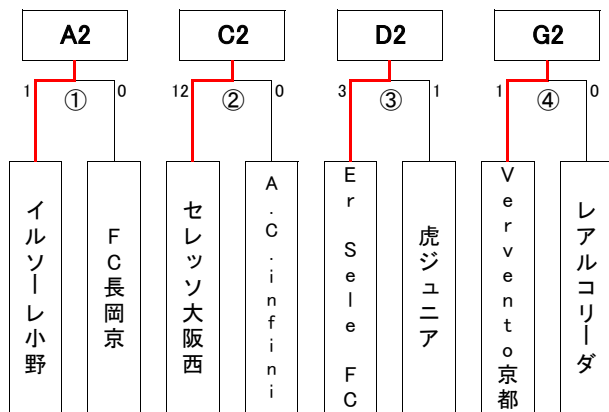 A2
C2
D2
G2
1
①
0
12
②
0
3
③
1
1
④
0
イルソーレ小野
FC長岡京
セレッソ大阪西
A.C.infini
Er Sele FC
虎ジュニア
Vervento京都
レアルコリーダ